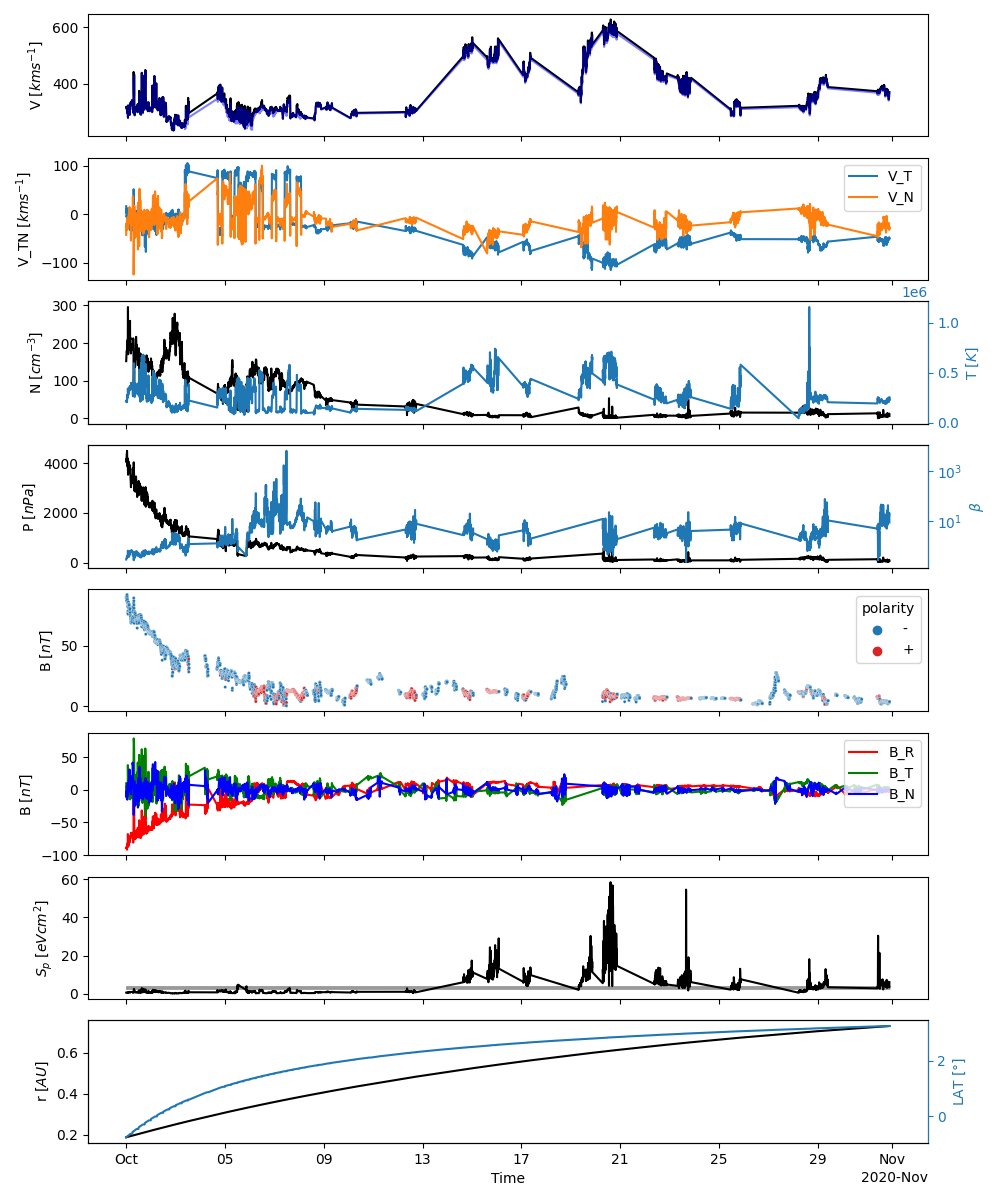 600
400
V [kms⁻¹]
100
0
−100
V_TN [kms⁻¹]
V_T
V_N
1e6
300
200
100
0
N [cm⁻³]
1.0
0.5
0.0
T [K]
4000
2000
0
P [nPa]
10³
10¹
β
50
0
B [nT]
polarity
-
+
50
0
−50
−100
B [nT]
B_R
B_T
B_N
60
40
20
0
Sₚ [eVcm²]
0.6
0.4
0.2
r [AU]
2
0
LAT [°]
Oct 05 09 13 17 21 25 29 Nov
Time
2020-Nov